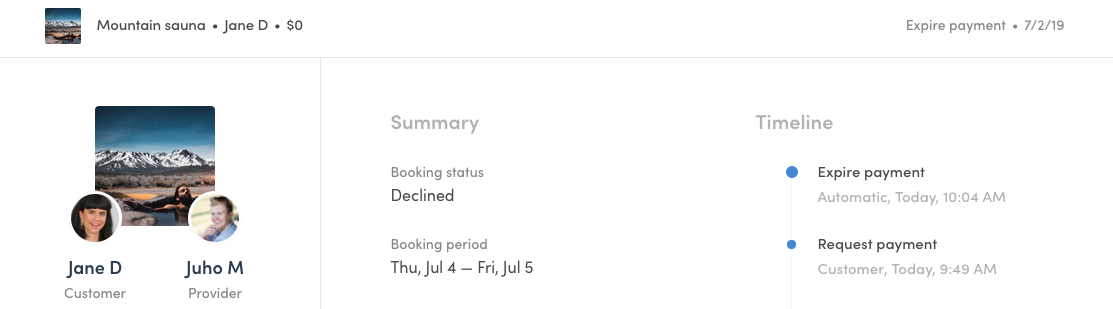 Mountain sauna • Jane D • $0
Expire payment • 7/2/19
Jane D
Customer
Juho M
Provider
Summary
Booking status
Declined
Booking period
Thu, Jul 4 — Fri, Jul 5
Timeline
Expire payment
Automatic, Today, 10:04 AM
Request payment
Customer, Today, 9:49 AM